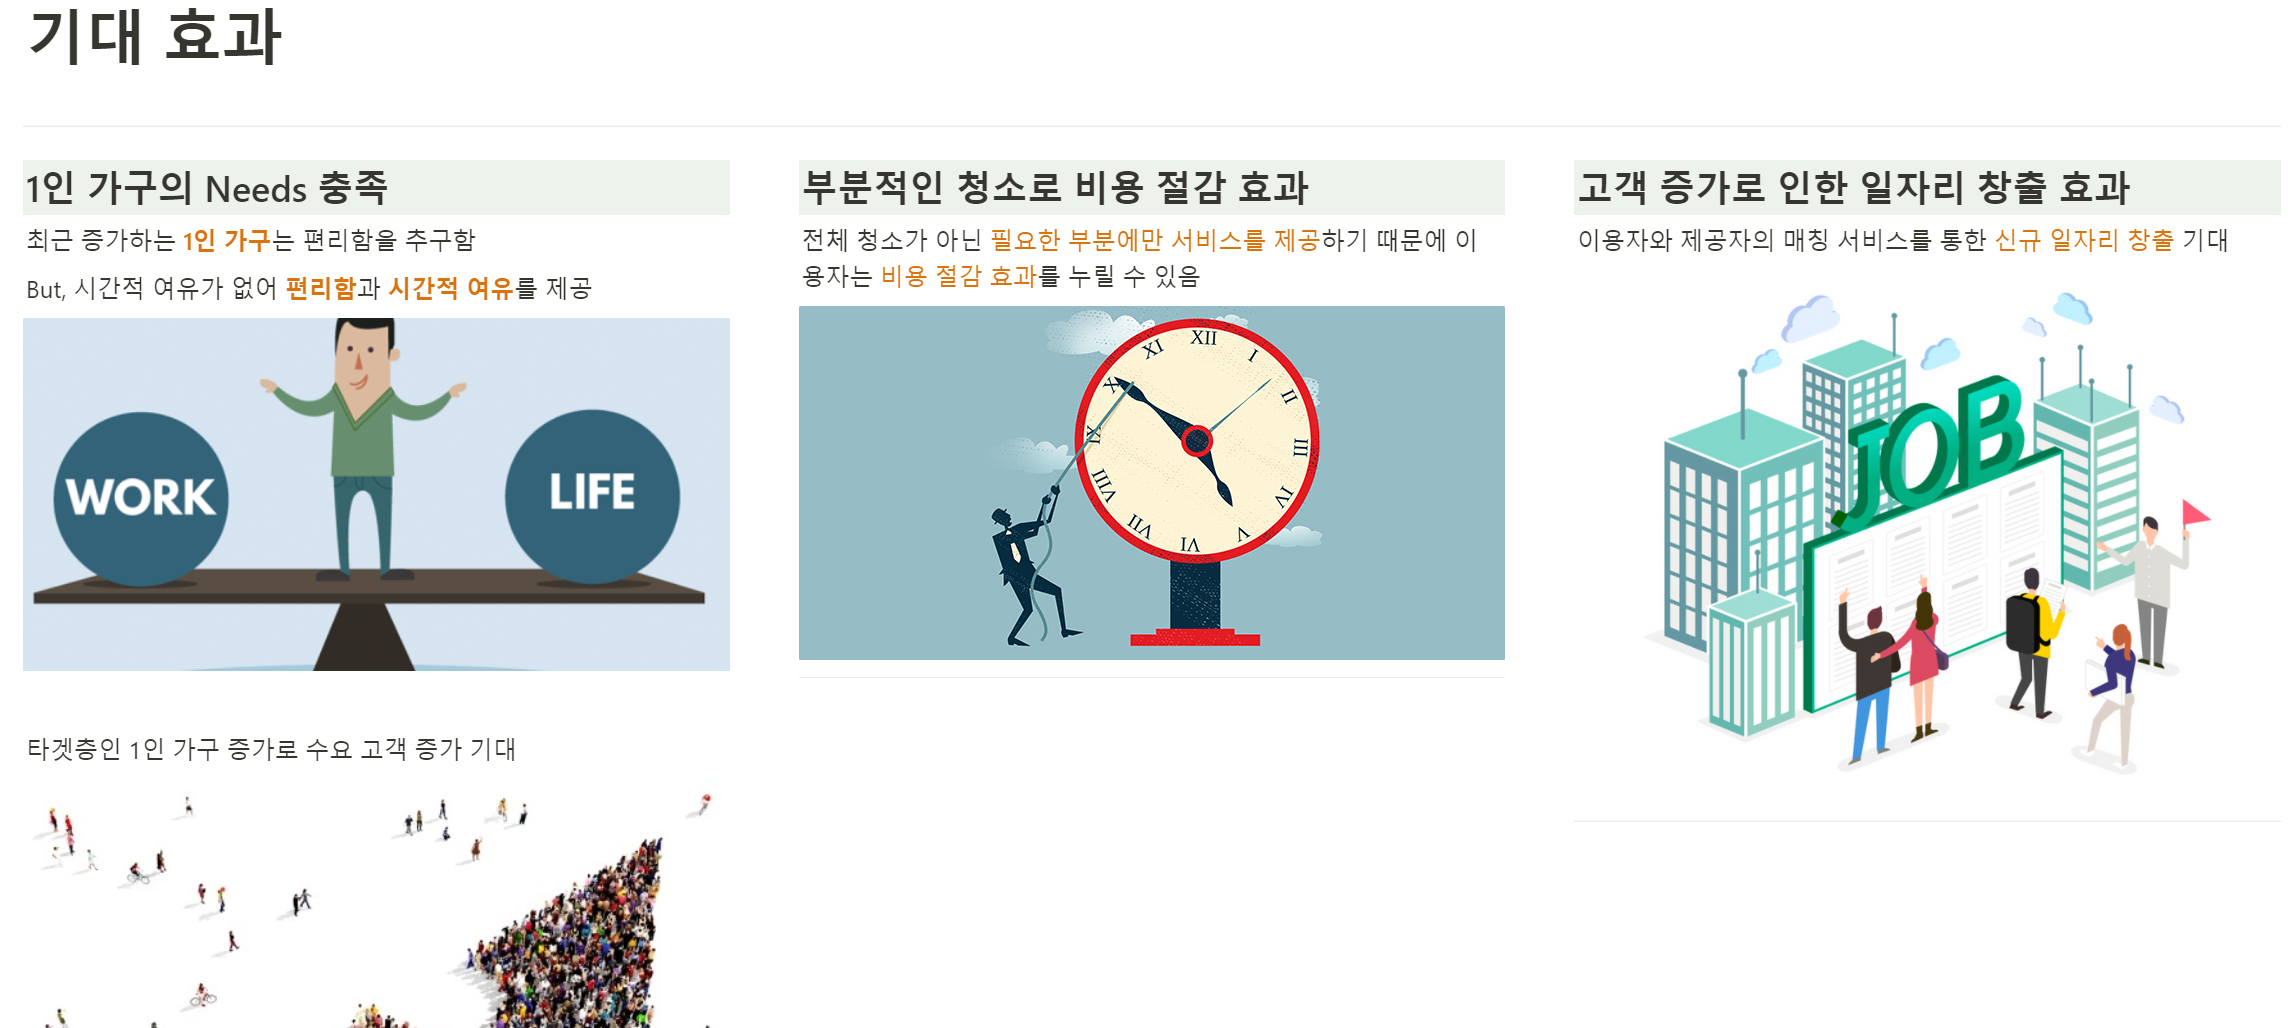 기대 효과
1인 가구의 Needs 충족
최근 증가하는 1인 가구는 편리함을 추구함
But, 시간적 여유가 없어 편리함과 시간적 여유를 제공
WORK
LIFE
타겟층인 1인 가구 증가로 수요 고객 증가 기대
부분적인 청소로 비용 절감 효과
전체 청소가 아닌 필요한 부분에만 서비스를 제공하기 때문에 이
용자는 비용 절감 효과를 누릴 수 있음
XII
I
II
III
IV
V
VI
VII
VIII
IX
X
XI
고객 증가로 인한 일자리 창출 효과
이용자와 제공자의 매칭 서비스를 통한 신규 일자리 창출 기대
JOB